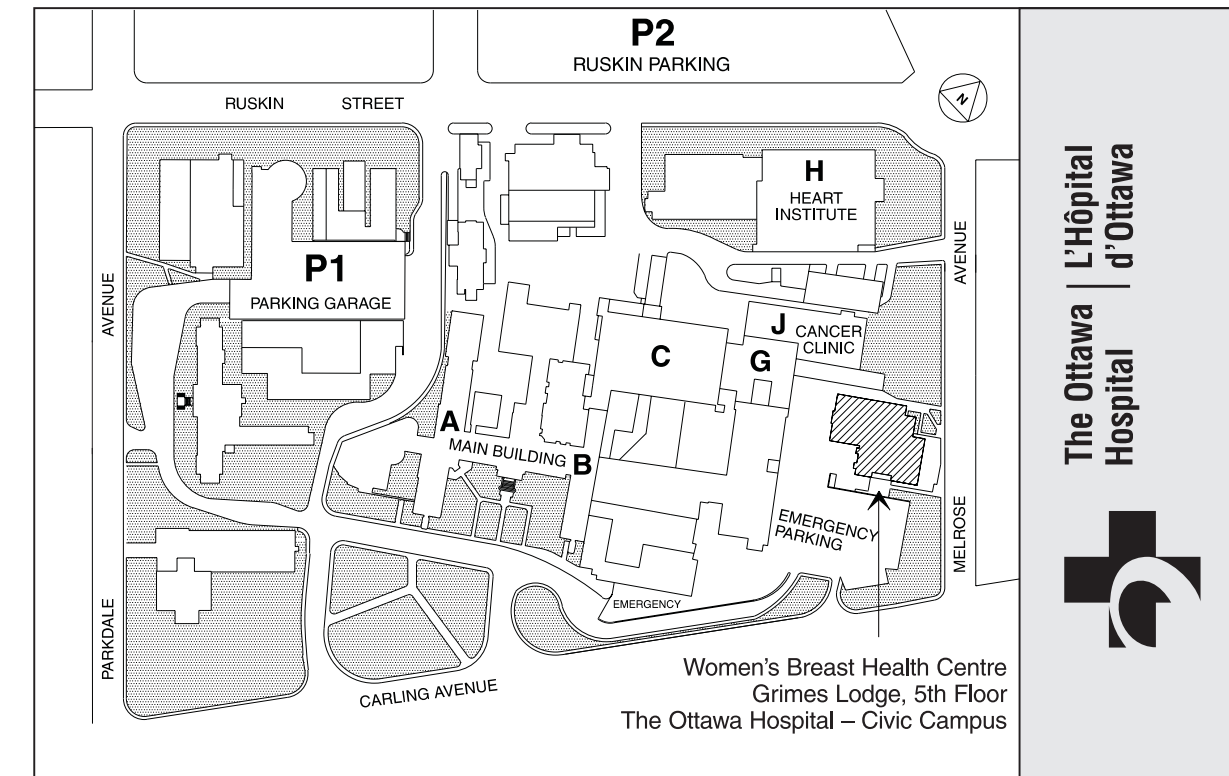 P2
RUSKIN PARKING
RUSKIN STREET
N
H
HEART
INSTITUTE
P1
PARKING GARAGE
AVENUE
AVENUE
J
CANCER
CLINIC
C
G
A
MAIN BUILDING
B
EMERGENCY
PARKING
EMERGENCY
MELROSE
PARKDALE
CARLING AVENUE
Women's Breast Health Centre
Grimes Lodge, 5th Floor
The Ottawa Hospital – Civic Campus
The Ottawa | L'Hôpital
Hospital | d'Ottawa